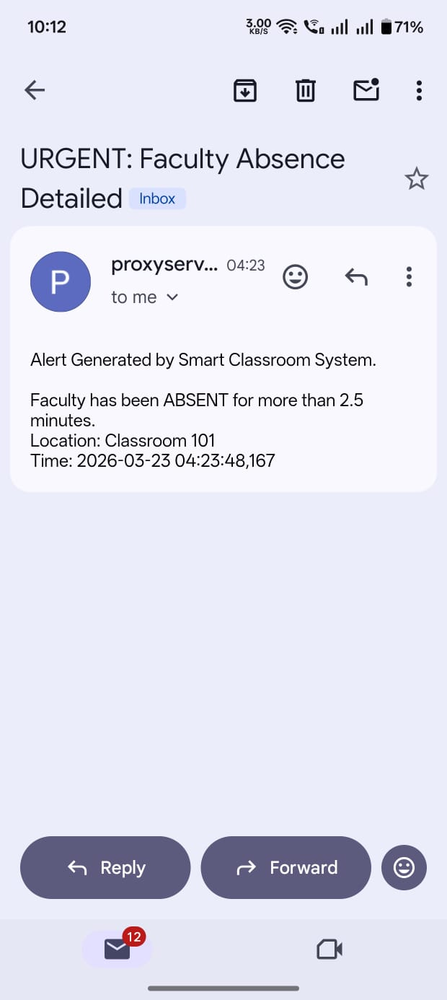 10:12
3.00
KB/S
71%
URGENT: Faculty Absence
Detailed Inbox
P
proxyserv... 04:23
to me
Alert Generated by Smart Classroom System.
Faculty has been ABSENT for more than 2.5
minutes.
Location: Classroom 101
Time: 2026-03-23 04:23:48,167
Reply
Forward
12